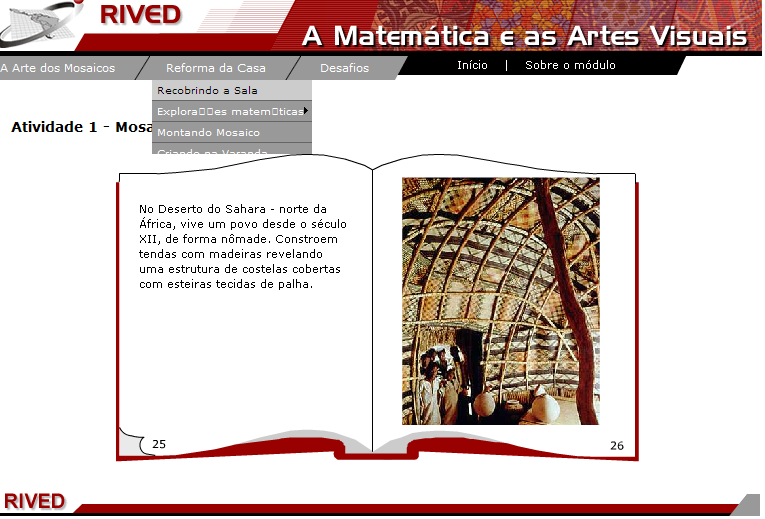 RIVED
A Matemática e as Artes Visuais
A Arte dos Mosaicos
Reforma da Casa
Desafios
Início | Sobre o módulo
Recobrindo a Sala
Explora□□es matem□ticas
Atividade 1 - Mosa
Montando Mosaico
Criando na Varanda
No Deserto do Sahara - norte da
África, vive um povo desde o século
XII, de forma nômade. Constroem
tendas com madeiras revelando
uma estrutura de costelas cobertas
com esteiras tecidas de palha.
25
26
RIVED